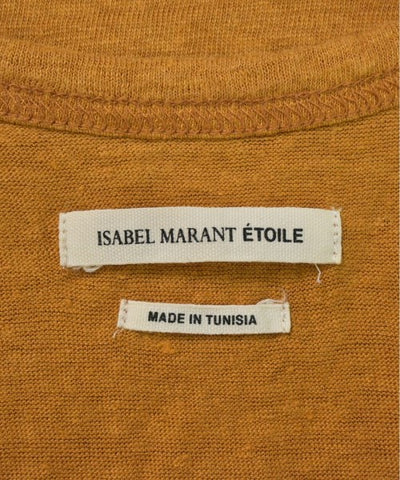 ISABEL MARANT ÉTOILE
MADE IN TUNISIA